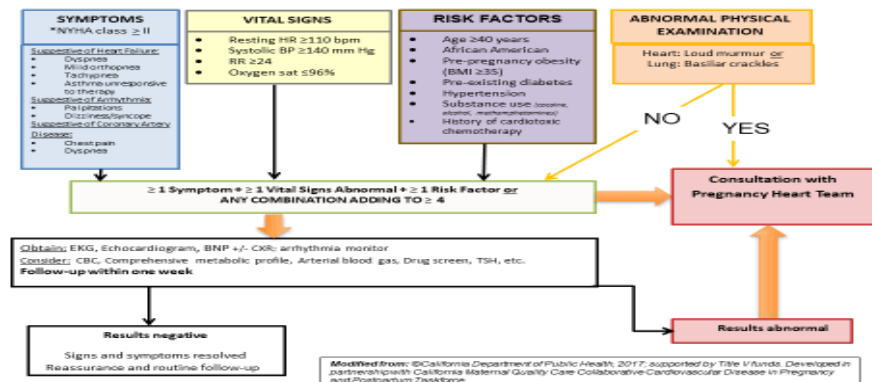 SYMPTOMS
*NYHA class ≥ II
Suggestive of Heart Failure:
• Dyspnea
• Mild orthopnea
• Tachypnea
• Asthma unresponsive
to therapy
Suggestive of Arrhythmia:
• Palpitations
• Dizziness/syncope
Suggestive of Coronary Artery
Disease:
• Chest pain
• Dyspnea
VITAL SIGNS
• Resting HR ≥110 bpm
• Systolic BP ≥140 mm Hg
• RR ≥24
• Oxygen sat ≤96%
RISK FACTORS
• Age ≥40 years
• African American
• Pre-pregnancy obesity
(BMI ≥35)
• Pre-existing diabetes
• Hypertension
• Substance use (cocaine,
alcohol, methamphetamines)
• History of cardiotoxic
chemotherapy
ABNORMAL PHYSICAL
EXAMINATION
Heart: Loud murmur or
Lung: Basilar crackles
NO
YES
≥ 1 Symptom + ≥ 1 Vital Signs Abnormal + ≥ 1 Risk Factor or
ANY COMBINATION ADDING TO ≥ 4
Consultation with
Pregnancy Heart Team
Obtain: EKG, Echocardiogram, BNP +/- CXR; arrhythmia monitor
Consider: CBC, Comprehensive metabolic profile, Arterial blood gas, Drug screen, TSH, etc.
Follow-up within one week
Results negative
Signs and symptoms resolved
Reassurance and routine follow-up
Results abnormal
Modified from: ©California Department of Public Health, 2017; supported by Title V funds. Developed in
partnership with California Maternal Quality Care Collaborative Cardiovascular Disease in Pregnancy
and Postpartum Taskforce